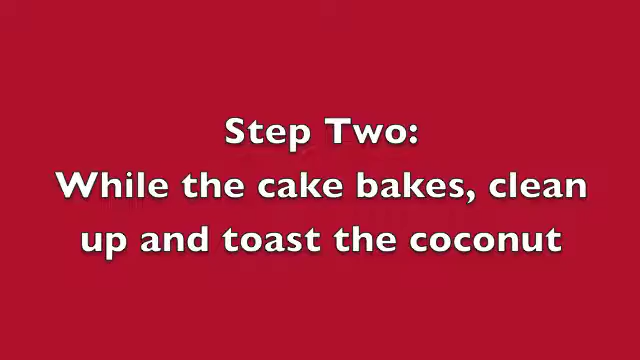 Step Two:
While the cake bakes, clean
up and toast the coconut